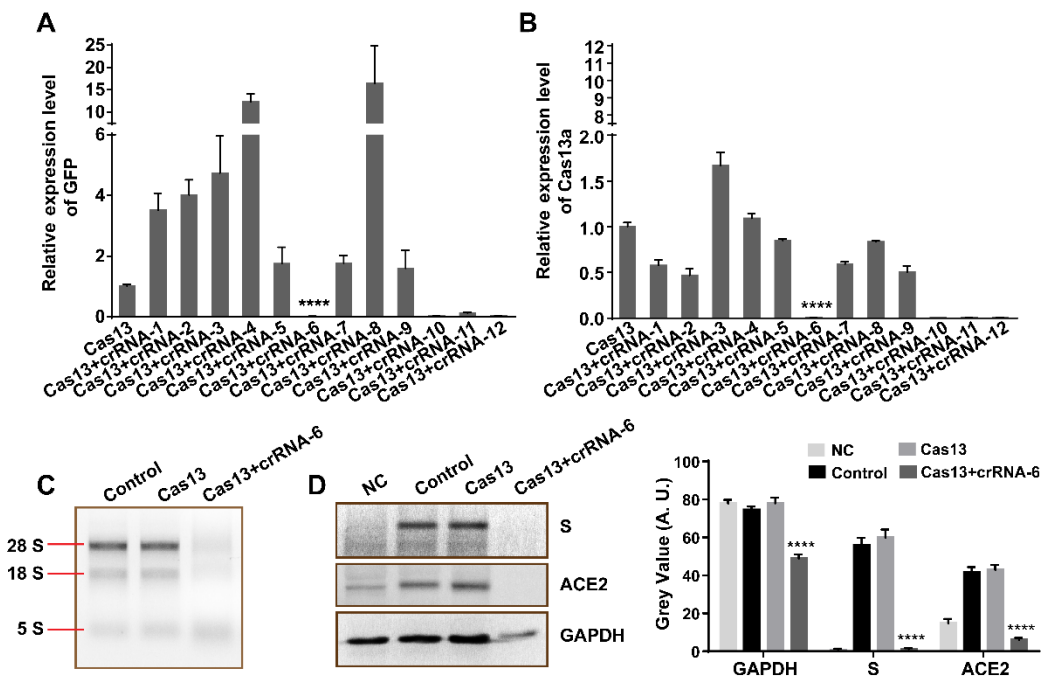 A
Relative expression level
of GFP
25
20
15
10
6
4
2
0
****
Cas13
Cas13+crRNA-1
Cas13+crRNA-2
Cas13+crRNA-3
Cas13+crRNA-4
Cas13+crRNA-5
Cas13+crRNA-6
Cas13+crRNA-7
Cas13+crRNA-8
Cas13+crRNA-9
Cas13+crRNA-10
Cas13+crRNA-11
Cas13+crRNA-12
B
Relative expression level
of Cas13a
12
11
10
9
8
2.0
1.5
1.0
0.5
0.0
****
Cas13
Cas13+crRNA-1
Cas13+crRNA-2
Cas13+crRNA-3
Cas13+crRNA-4
Cas13+crRNA-5
Cas13+crRNA-6
Cas13+crRNA-7
Cas13+crRNA-8
Cas13+crRNA-9
Cas13+crRNA-10
Cas13+crRNA-11
Cas13+crRNA-12
C
Control
Cas13
Cas13+crRNA-6
28 S
18 S
5 S
D
NC
Control
Cas13
Cas13+crRNA-6
S
ACE2
GAPDH
NC
Cas13
Control
Cas13+crRNA-6
Grey Value (A. U.)
100
80
60
40
20
0
****
****
****
GAPDH
S
ACE2